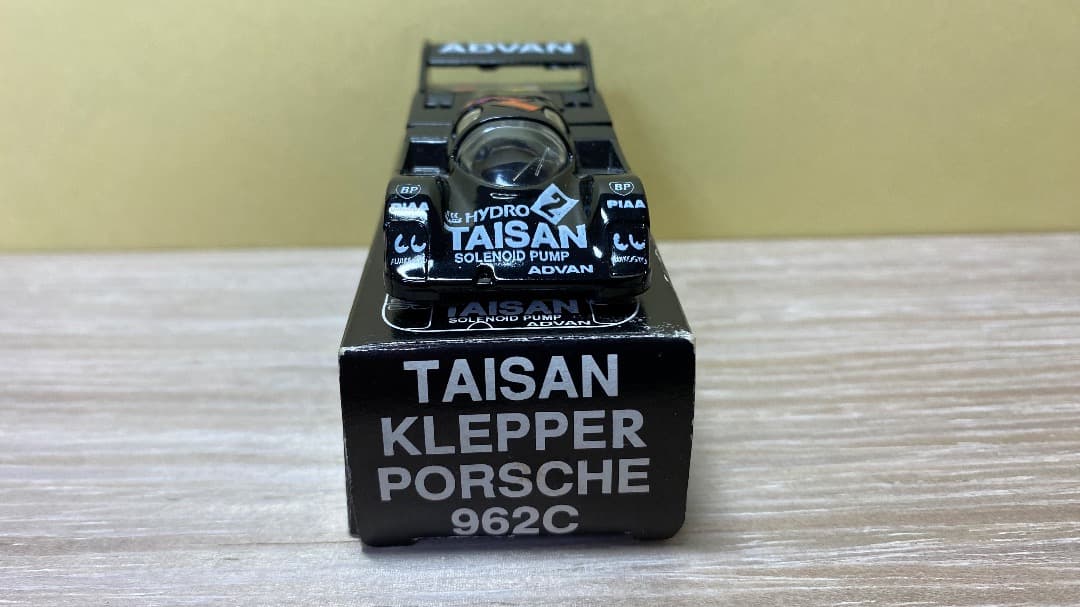 ADVAN
BP
BP
PIAA
PIAA
HYDRO 2
TAISAN
SOLENOID PUMP
ADVAN
TAISAN
SOLENOID PUMP
ADVAN
TAISAN
KLEPPER
PORSCHE
962C